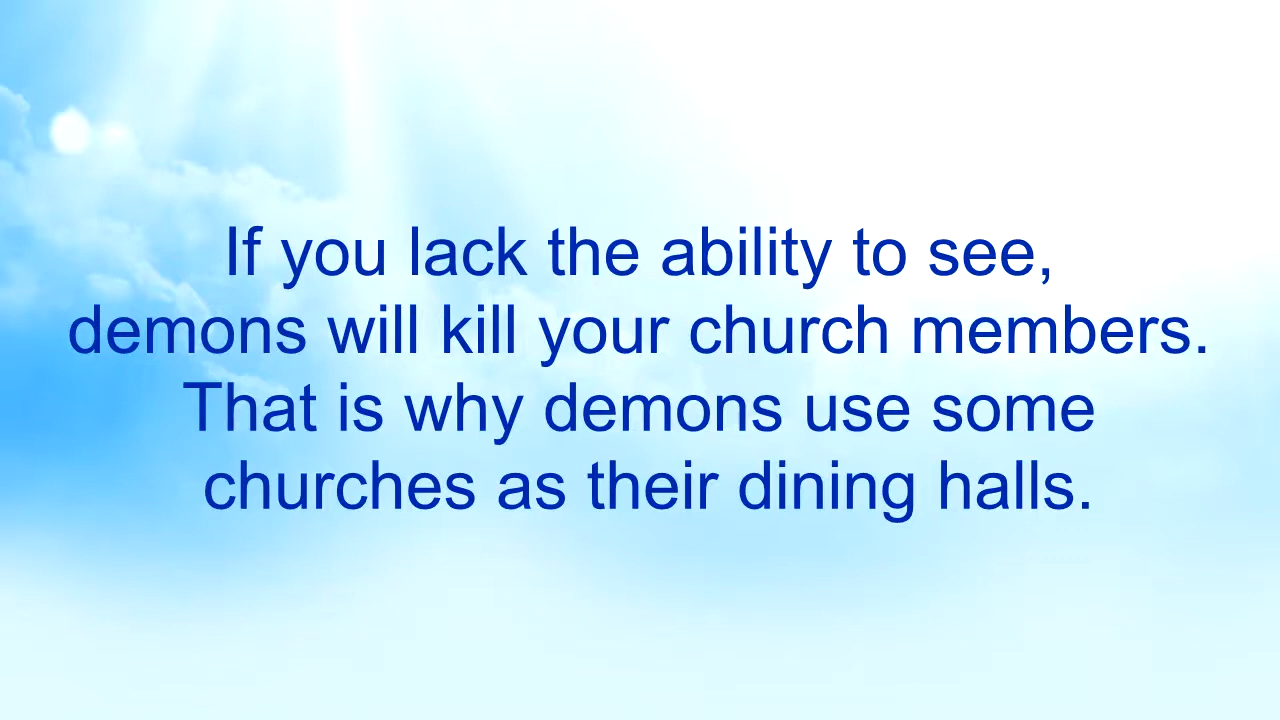 If you lack the ability to see,
demons will kill your church members.
That is why demons use some
churches as their dining halls.